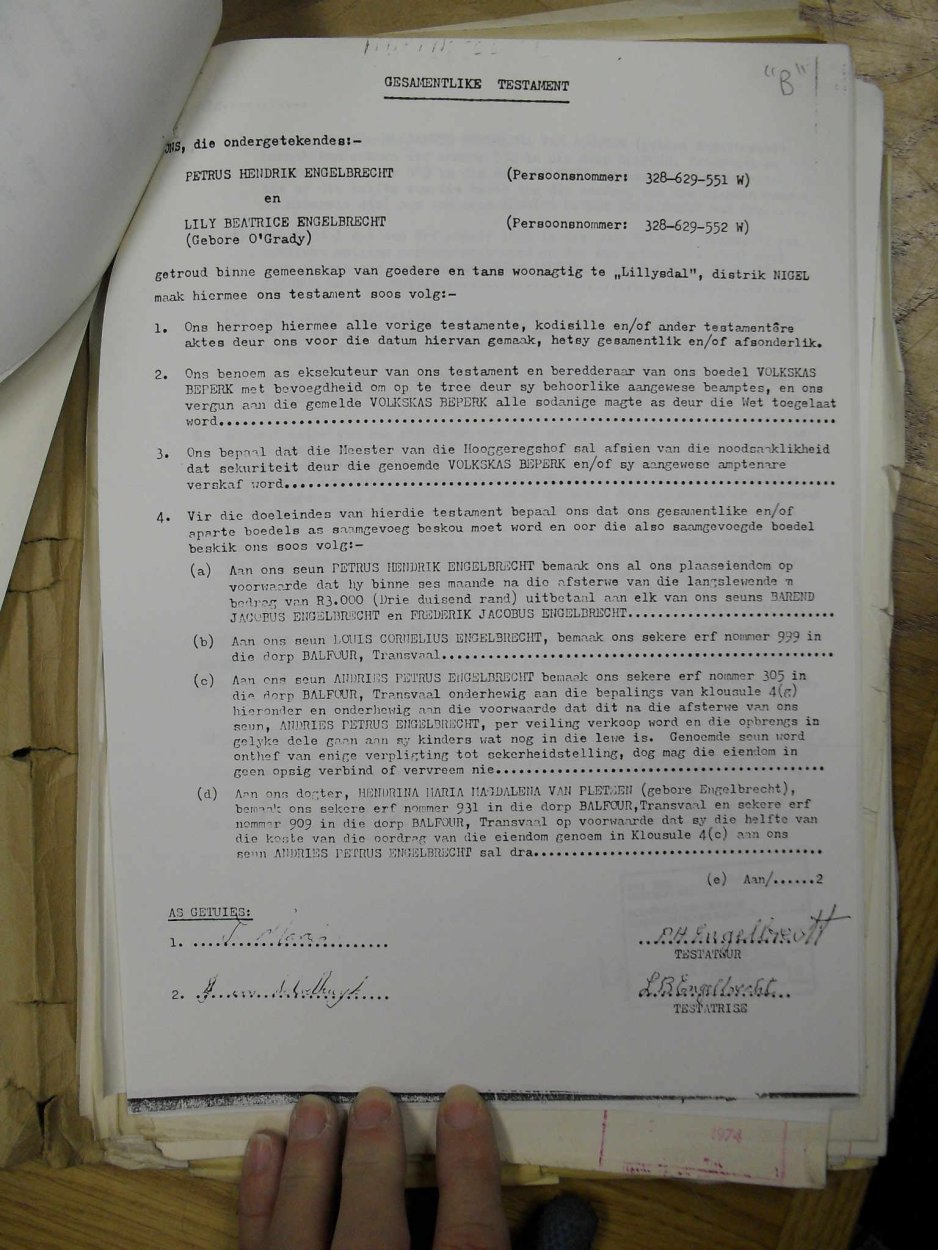 "B"
GESAMENTLIKE TESTAMENT
ONS, die ondergetekendes:-
PETRUS HENDRIK ENGELBRECHT (Persoonsnommer: 328-629-551 W)
en
LILY BEATRICE ENGELBRECHT (Persoonsnommer: 328-629-552 W)
(Gebore O'Grady)
getroud binne gemeenskap van goedere en tans woonagtig te „Lillysdal", distrik NIGEL
maak hiermee ons testament soos volg:-
1. Ons herroep hiermee alle vorige testamente, kodisille en/of ander testamentêre
aktes deur ons voor die datum hiervan gemaak, hetsy gesamentlik en/of afsonderlik.
2. Ons benoem as eksekuteur van ons testament en beredderaar van ons boedel VOLKSKAS
BEPERK met bevoegdheid om op te tree deur sy behoorlike aangewese beamptes, en ons
vergun aan die gemelde VOLKSKAS BEPERK alle sodanige magte as deur die Wet toegelaat
word........................................................................
3. Ons bepaal dat die Meester van die Hooggeregshof sal afsien van die noodsaaklikheid
dat sekuriteit deur die genoemde VOLKSKAS BEPERK en/of sy aangewese amptenare
verskaf word................................................................
4. Vir die doeleindes van hierdie testament bepaal ons dat ons gesamentlike en/of
aparte boedels as saamgevoeg beskou moet word en oor die also saamgevoegde boedel
beskik ons soos volg:-
(a) Aan ons seun PETRUS HENDRIK ENGELBRECHT bemaak ons al ons plaaseiendom op
voorwaarde dat hy binne ses maande na die afsterwe van die langslewende 'n
bedrag van R3.000 (Drie duisend rand) uitbetaal aan elk van ons seuns BAREND
JACOBUS ENGELBRECHT en FREDERIK JACOBUS ENGELBRECHT.......................
(b) Aan ons seun LOUIS CORNELIUS ENGELBRECHT, bemaak ons sekere erf nommer 999 in
die dorp BALFOUR, Transvaal...............................................
(c) Aan ons seun ANDRIES PETRUS ENGELBRECHT bemaak ons sekere erf nommer 305 in
die dorp BALFOUR, Transvaal onderhewig aan die bepalings van klousule 4(g)
hieronder en onderhewig aan die voorwaarde dat dit na die afsterwe van ons
seun, ANDRIES PETRUS ENGELBRECHT, per veiling verkoop word en die opbrengs in
gelyke dele gaan aan sy kinders wat nog in die lewe is. Genoemde seun word
onthef van enige verpligting tot sekerheidstelling, dog mag die eiendom in
geen opsig verbind of vervreem nie........................................
(d) Aan ons dogter, HENDRINA MARIA MAGDALENA VAN PLETZEN (gebore Engelbrecht),
bemaak ons sekere erf nommer 931 in die dorp BALFOUR,Transvaal en sekere erf
nommer 909 in die dorp BALFOUR, Transvaal op voorwaarde dat sy die helfte van
die koste van die oordrag van die eiendom genoem in Klousule 4(c) aan ons
seun ANDRIES PETRUS ENGELBRECHT sal dra...................................
(e) Aan/......2
AS GETUIES:
1.
P.H. Engelbrecht
TESTATEUR
2.
L B Engelbrecht
TESTATRISE
1974